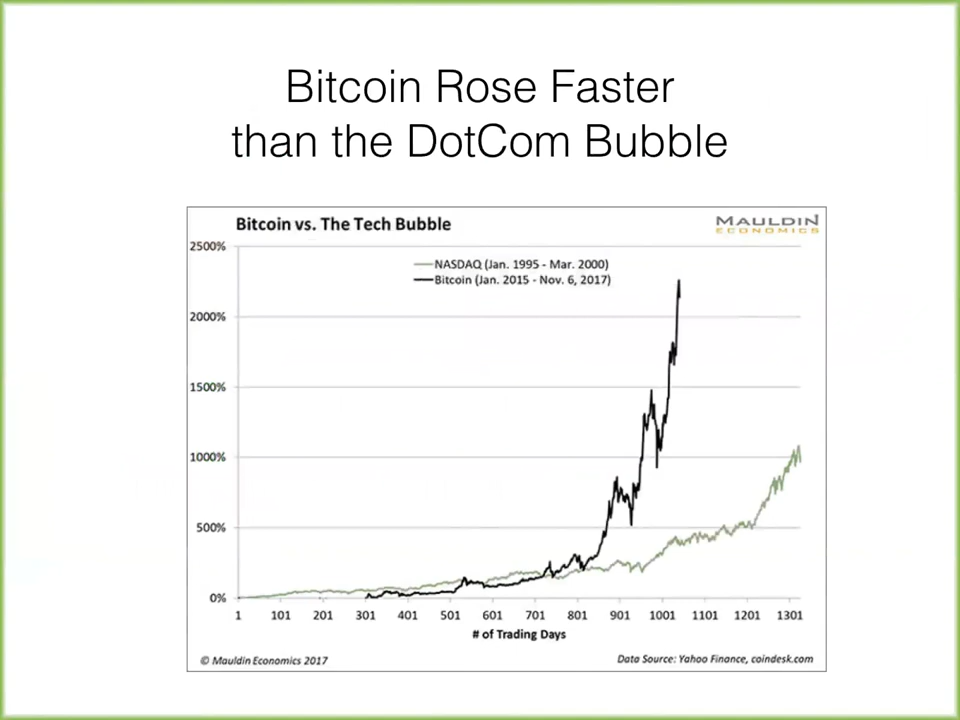 Bitcoin Rose Faster
than the DotCom Bubble
Bitcoin vs. The Tech Bubble
MAULDIN
ECONOMICS
2500%
NASDAQ (Jan. 1995 - Mar. 2000)
Bitcoin (Jan. 2015 - Nov. 6, 2017)
2000%
1500%
1000%
500%
0%
1 101 201 301 401 501 601 701 801 901 1001 1101 1201 1301
# of Trading Days
© Mauldin Economics 2017
Data Source: Yahoo Finance, coindesk.com